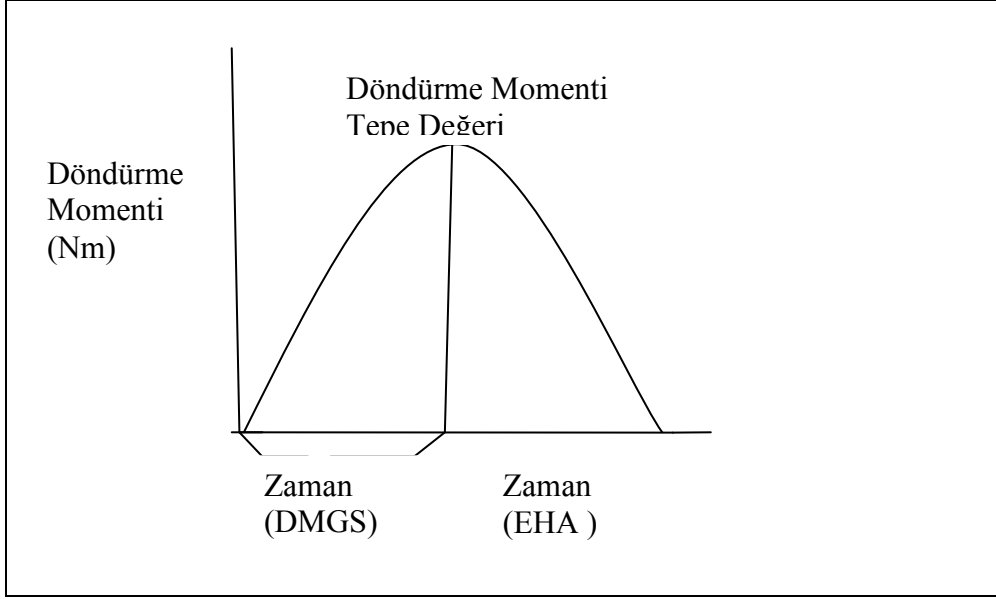 Döndürme Momenti
Tepe Değeri
Döndürme
Momenti
(Nm)
Zaman
(DMGS)
Zaman
(EHA )